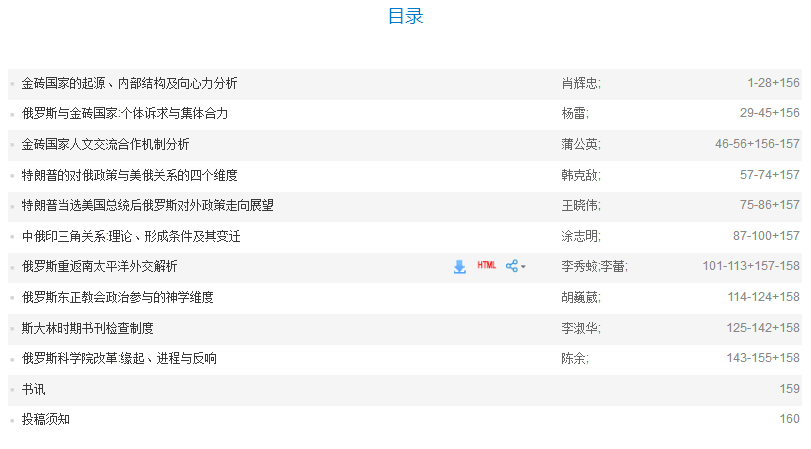 目录
金砖国家的起源、内部结构及向心力分析 肖辉忠; 1-28+156
俄罗斯与金砖国家:个体诉求与集体合力 杨雷; 29-45+156
金砖国家人文交流合作机制分析 蒲公英; 46-56+156-157
特朗普的对俄政策与美俄关系的四个维度 韩克敌; 57-74+157
特朗普当选美国总统后俄罗斯对外政策走向展望 王晓伟; 75-86+157
中俄印三角关系:理论、形成条件及其变迁 涂志明; 87-100+157
俄罗斯重返南太平洋外交解析 HTML 李秀蛟;李蕾; 101-113+157-158
俄罗斯东正教会政治参与的神学维度 胡巍葳; 114-124+158
斯大林时期书刊检查制度 李淑华; 125-142+158
俄罗斯科学院改革:缘起、进程与反响 陈余; 143-155+158
书讯 159
投稿须知 160